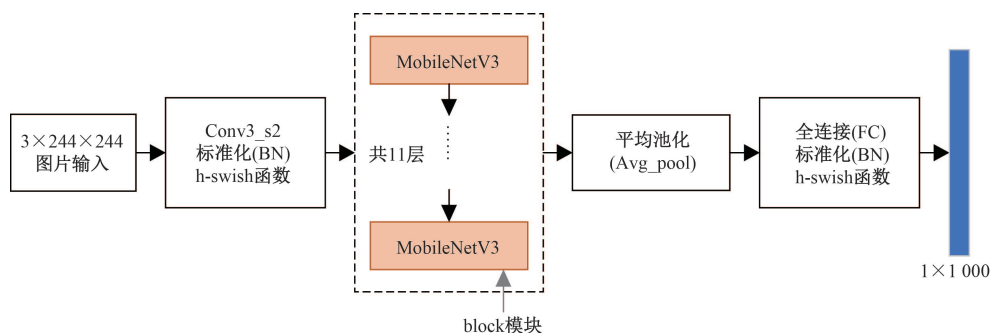 3×244×244
图片输入
Conv3_s2
标准化(BN)
h-swish函数
MobileNetV3
共11层
MobileNetV3
block模块
平均池化
(Avg_pool)
全连接(FC)
标准化(BN)
h-swish函数
1×1 000